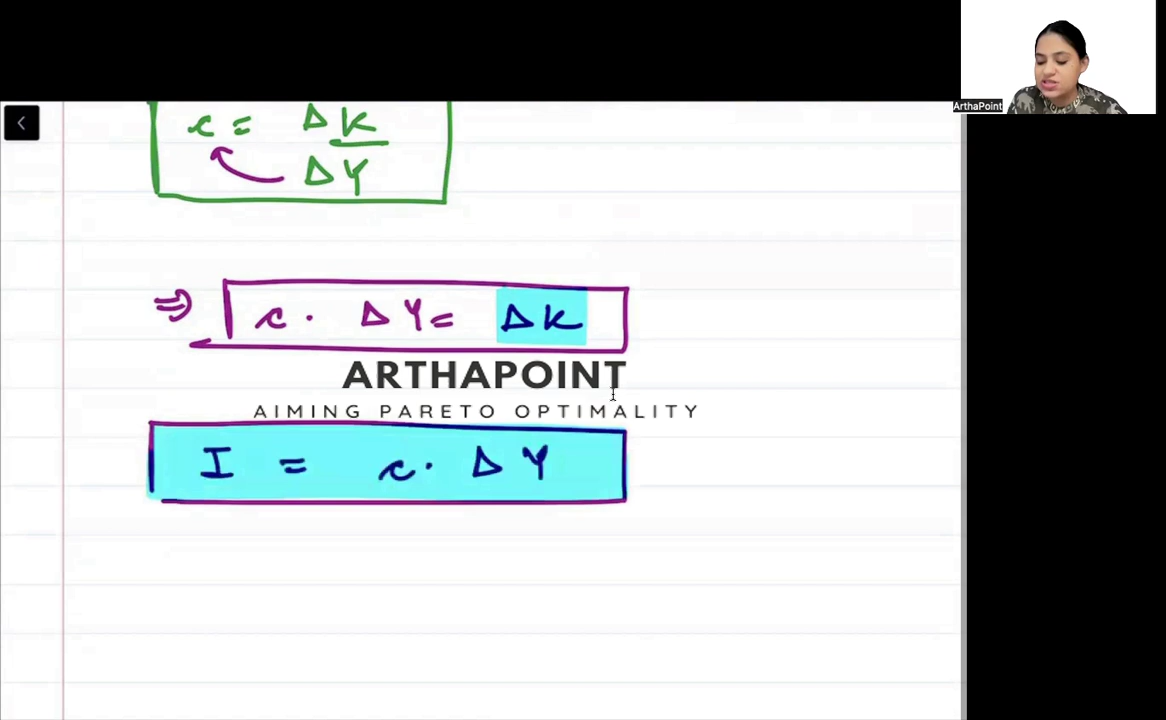 ArthaPoint
c = ΔK
ΔY
⇒ c · ΔY = ΔK
ARTHAPOINT
AIMING PARETO OPTIMALITY
I = c · ΔY